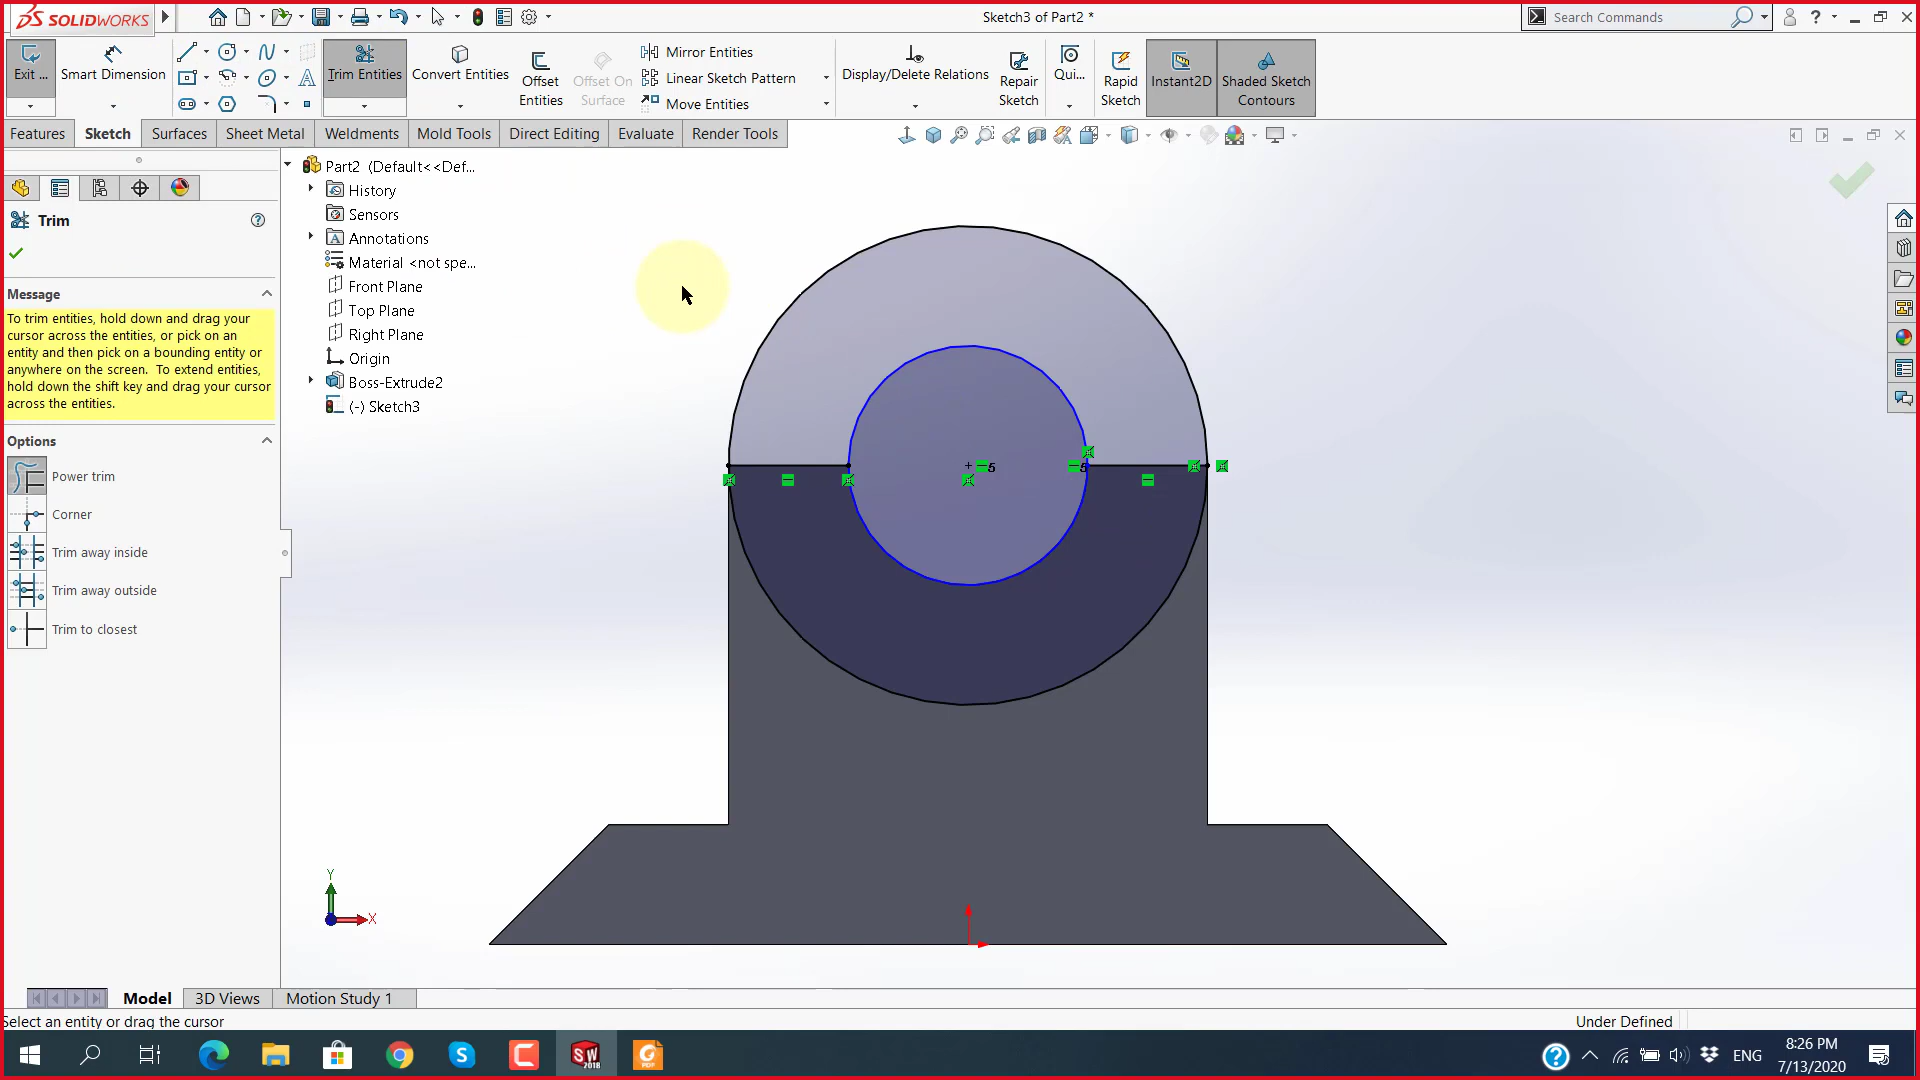 SOLIDWORKS
Sketch3 of Part2 *
Search Commands
Exit ...
Smart Dimension
Trim Entities
Convert Entities
Offset
Entities
Offset On
Surface
Mirror Entities
Linear Sketch Pattern
Move Entities
Display/Delete Relations
Repair
Sketch
Qui...
Rapid
Sketch
Instant2D
Shaded Sketch
Contours
Features
Sketch
Surfaces
Sheet Metal
Weldments
Mold Tools
Direct Editing
Evaluate
Render Tools
Part2 (Default<<Def...
History
Sensors
Annotations
Material <not spe...
Front Plane
Top Plane
Right Plane
Origin
Boss-Extrude2
(-) Sketch3
Trim
Message
To trim entities, hold down and drag your
cursor across the entities, or pick on an
entity and then pick on a bounding entity or
anywhere on the screen. To extend entities,
hold down the shift key and drag your cursor
across the entities.
Options
Power trim
Corner
Trim away inside
Trim away outside
Trim to closest
5
5
Y
X
Model
3D Views
Motion Study 1
Select an entity or drag the cursor
Under Defined
SW
2018
PDF
ENG
8:26 PM
7/13/2020